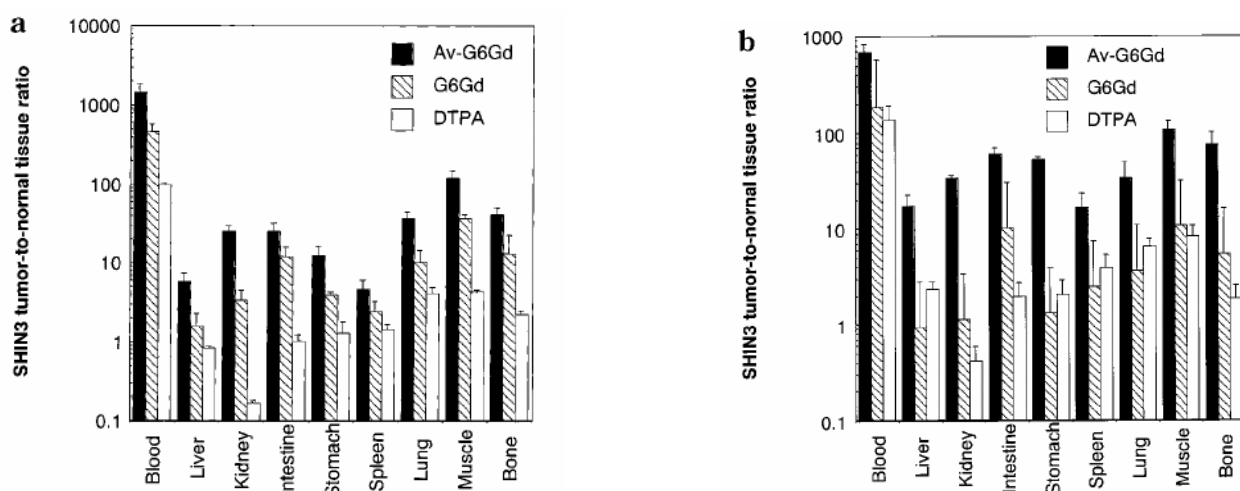 a
SHIN3 tumor-to-nornal tissue ratio
10000
1000
100
10
1
0.1
Av-G6Gd
G6Gd
DTPA
Blood
Liver
Kidney
Intestine
Stomach
Spleen
Lung
Muscle
Bone
b
SHIN3 tumor-to-nornal tissue ratio
1000
100
10
1
0.1
Av-G6Gd
G6Gd
DTPA
Blood
Liver
Kidney
Intestine
Stomach
Spleen
Lung
Muscle
Bone